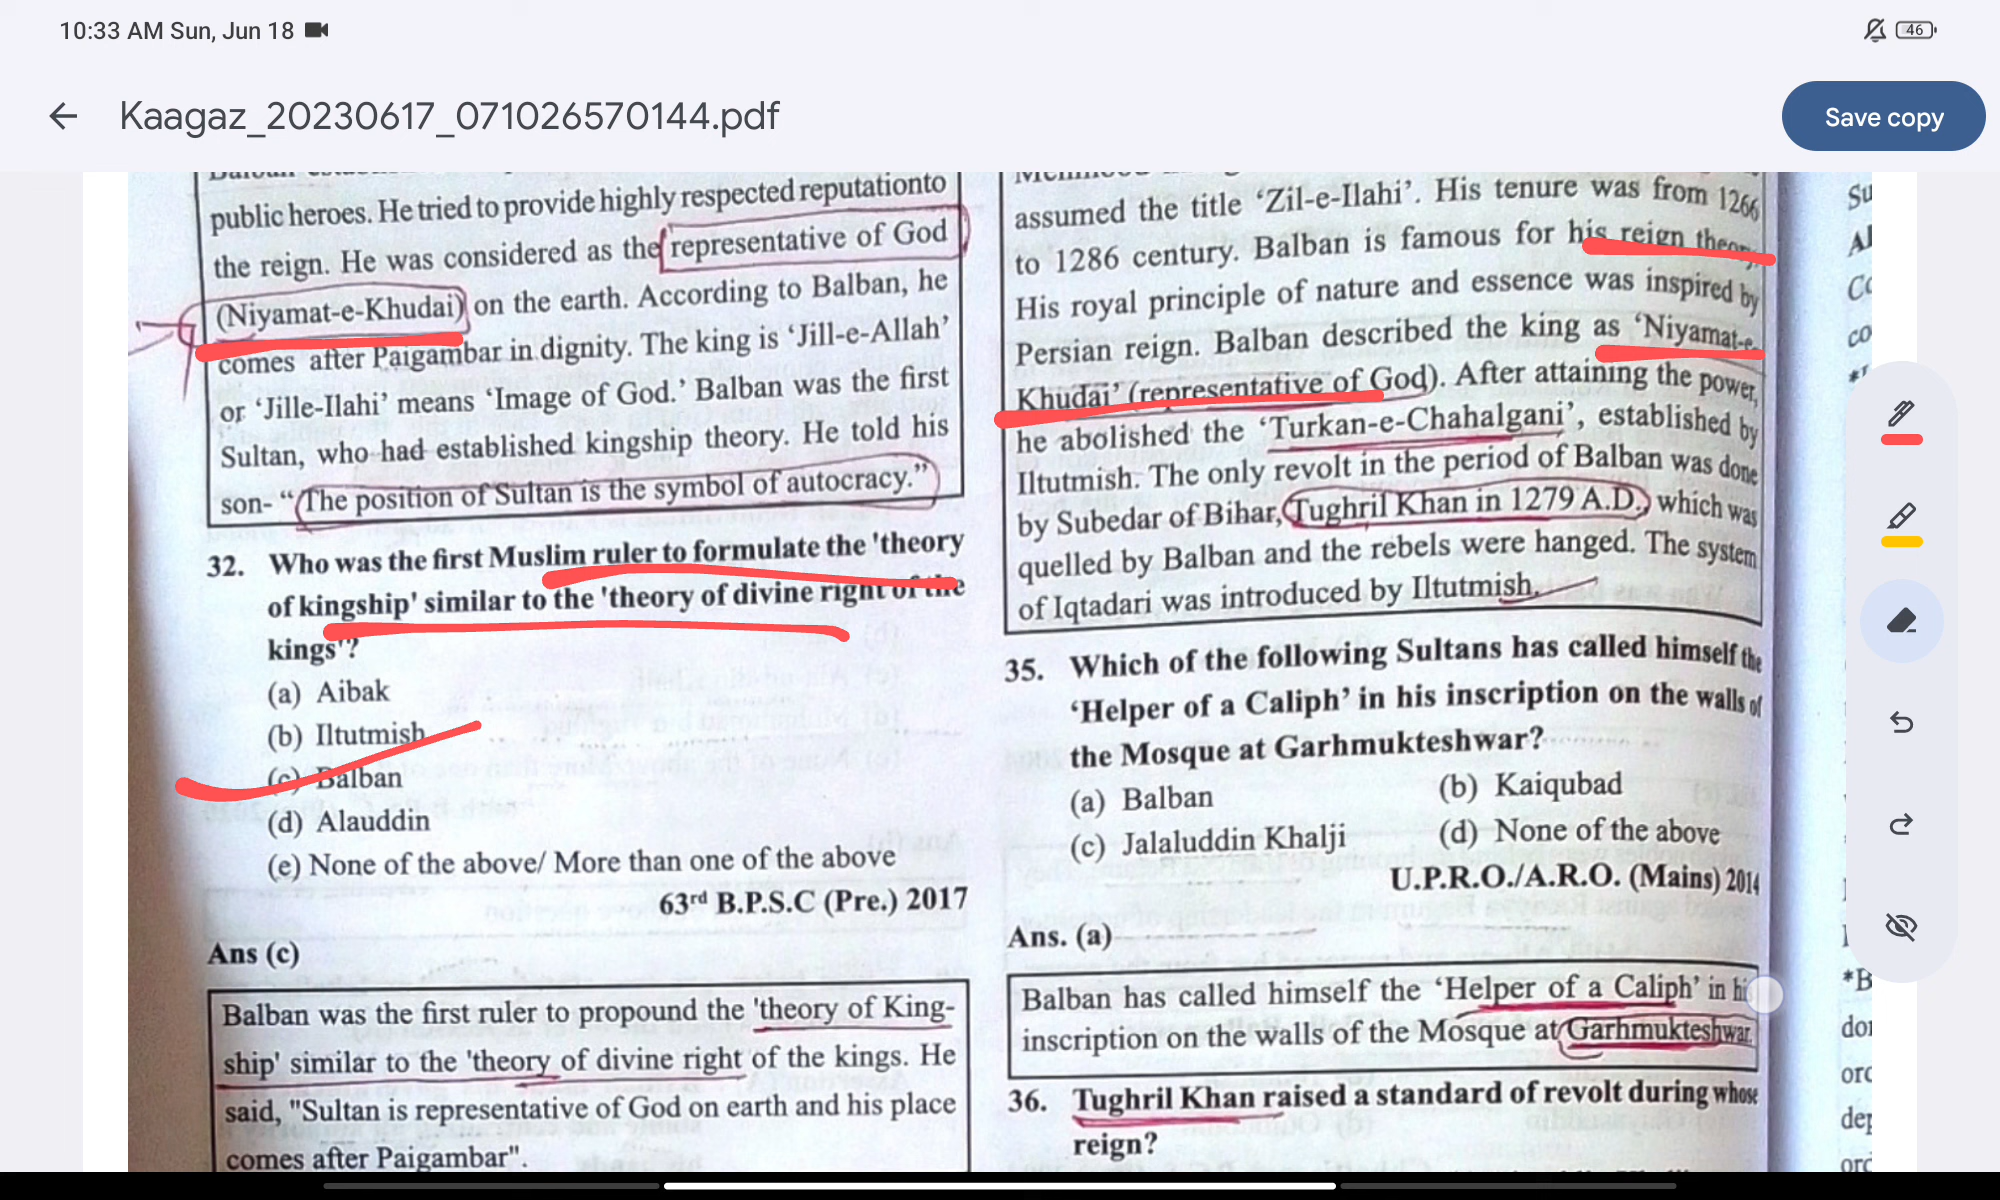 10:33 AM Sun, Jun 18
46
Kaagaz_20230617_071026570144.pdf
Save copy
public heroes. He tried to provide highly respected reputationto
the reign. He was considered as the representative of God
(Niyamat-e-Khudai) on the earth. According to Balban, he
comes after Paigambar in dignity. The king is ‘Jill-e-Allah’
or ‘Jille-Ilahi’ means ‘Image of God.’ Balban was the first
Sultan, who had established kingship theory. He told his
son- “The position of Sultan is the symbol of autocracy.”
32. Who was the first Muslim ruler to formulate the 'theory
of kingship' similar to the 'theory of divine right of the
kings'?
(a) Aibak
(b) Iltutmish
(c) Balban
(d) Alauddin
(e) None of the above/ More than one of the above
63rd B.P.S.C (Pre.) 2017
Ans (c)
Balban was the first ruler to propound the 'theory of King-
ship' similar to the 'theory of divine right of the kings. He
said, "Sultan is representative of God on earth and his place
comes after Paigambar".
assumed the title ‘Zil-e-Ilahi’. His tenure was from 1266
to 1286 century. Balban is famous for his reign theory.
His royal principle of nature and essence was inspired by
Persian reign. Balban described the king as ‘Niyamat-e-
Khudai’ (representative of God). After attaining the power,
he abolished the ‘Turkan-e-Chahalgani’, established by
Iltutmish. The only revolt in the period of Balban was done
by Subedar of Bihar, Tughril Khan in 1279 A.D., which was
quelled by Balban and the rebels were hanged. The system
of Iqtadari was introduced by Iltutmish.
35. Which of the following Sultans has called himself the
‘Helper of a Caliph’ in his inscription on the walls of
the Mosque at Garhmukteshwar?
(a) Balban (b) Kaiqubad
(c) Jalaluddin Khalji (d) None of the above
U.P.R.O./A.R.O. (Mains) 2014
Ans. (a)
Balban has called himself the ‘Helper of a Caliph’ in hi
inscription on the walls of the Mosque at Garhmukteshwar.
36. Tughril Khan raised a standard of revolt during whose
reign?
Su
co
*B